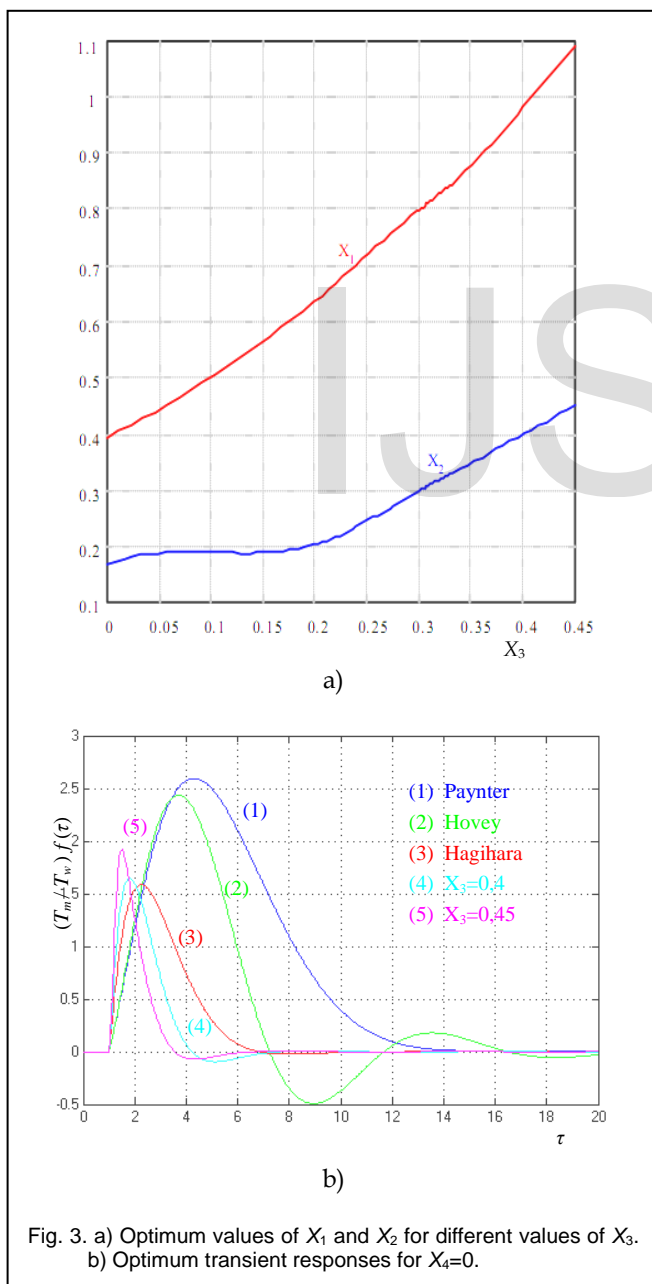 1.1
1
0.9
0.8
0.7
0.6
0.5
0.4
0.3
0.2
0.1
X1
X2
IJS
0 0.05 0.1 0.15 0.2 0.25 0.3 0.35 0.4 0.45
X3
a)
3
2.5
2
1.5
1
0.5
0
-0.5
(Tm+Tw) f(τ)
(1) Paynter
(2) Hovey
(3) Hagihara
(4) X3=0,4
(5) X3=0,45
(5)
(1)
(2)
(3)
(4)
0 2 4 6 8 10 12 14 16 18 20
τ
b)
Fig. 3. a) Optimum values of X1 and X2 for different values of X3.
b) Optimum transient responses for X4=0.